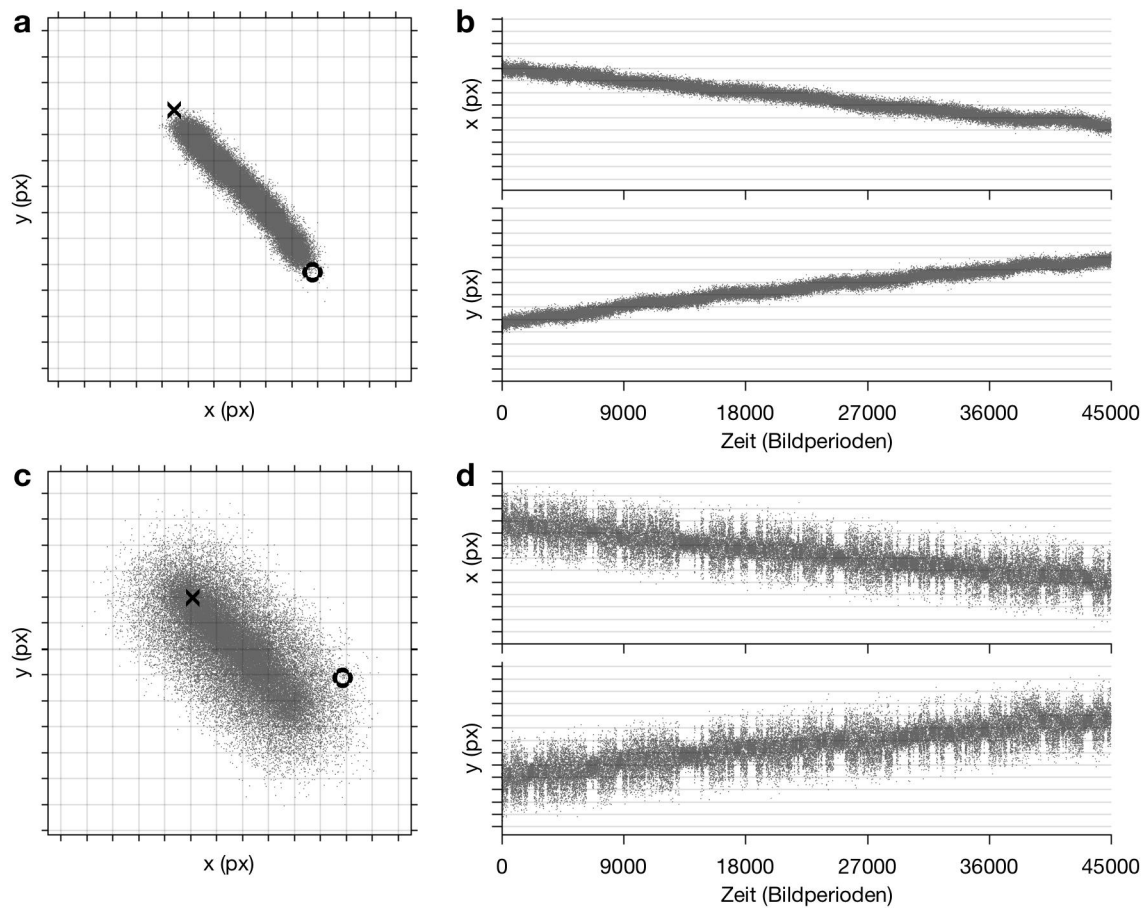 a
y (px)
x (px)
b
x (px)
y (px)
0 9000 18000 27000 36000 45000
Zeit (Bildperioden)
c
y (px)
x (px)
d
x (px)
y (px)
0 9000 18000 27000 36000 45000
Zeit (Bildperioden)